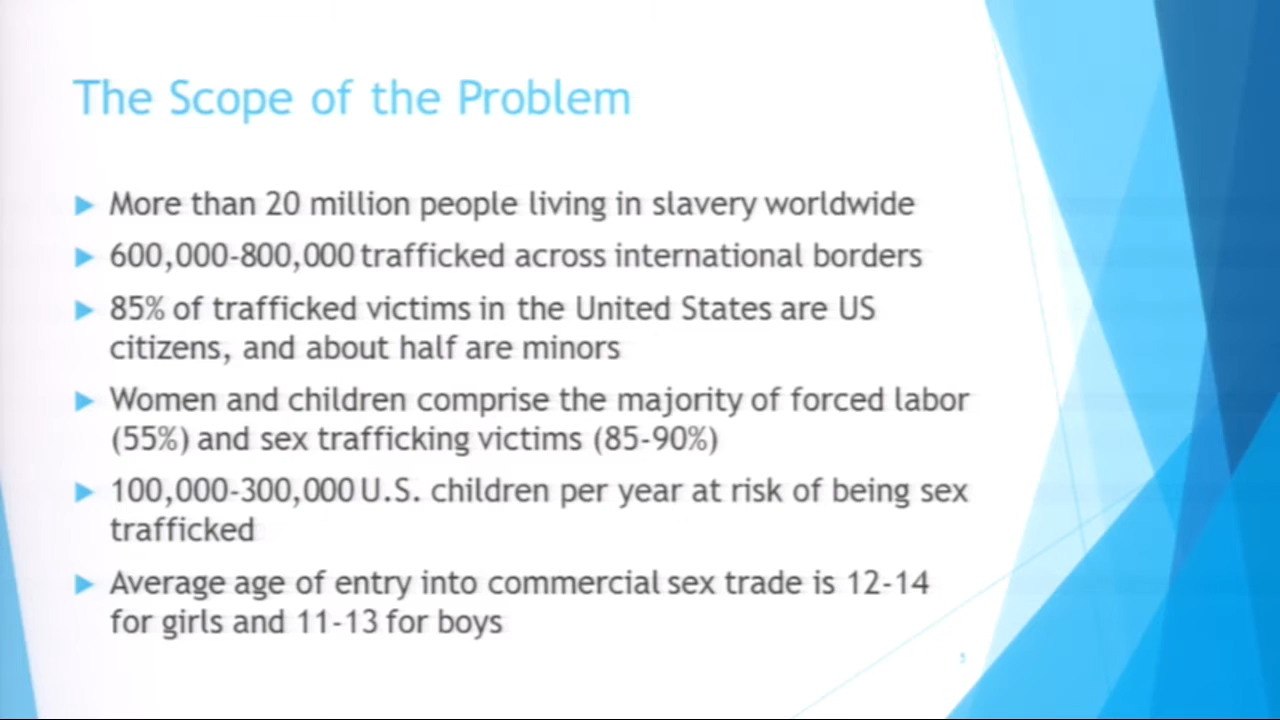 The Scope of the Problem
More than 20 million people living in slavery worldwide
600,000-800,000 trafficked across international borders
85% of trafficked victims in the United States are US
citizens, and about half are minors
Women and children comprise the majority of forced labor
(55%) and sex trafficking victims (85-90%)
100,000-300,000 U.S. children per year at risk of being sex
trafficked
Average age of entry into commercial sex trade is 12-14
for girls and 11-13 for boys